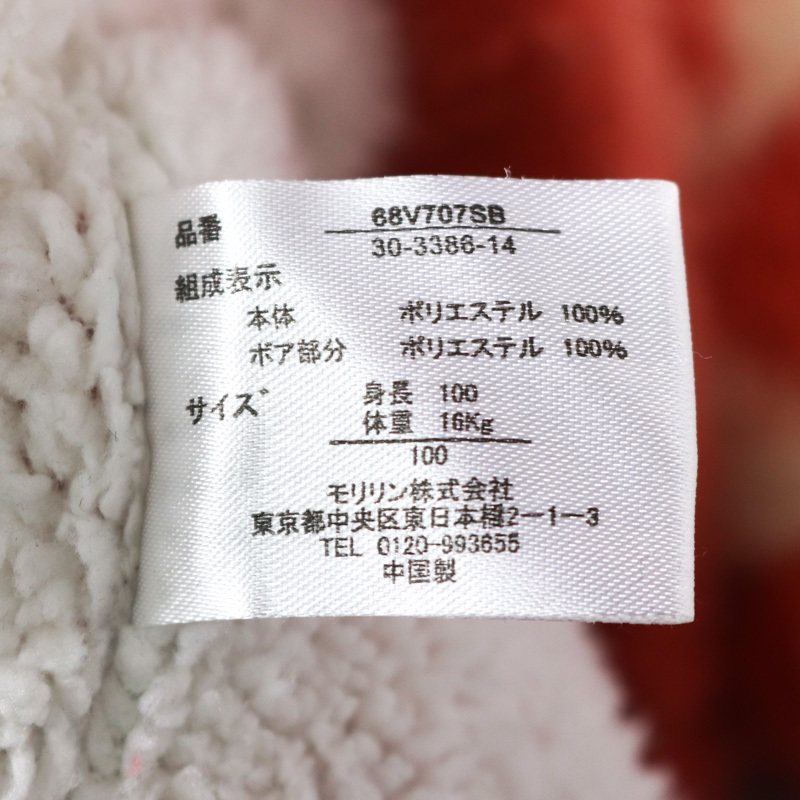 品番 68V707SB
30-3386-14
組成表示
本体 ポリエステル 100%
ボア部分 ポリエステル 100%
サイズ 身長 100
体重 16Kg
100
モリリン株式会社
東京都中央区東日本橋2ー1ー3
TEL 0120-993655
中国製